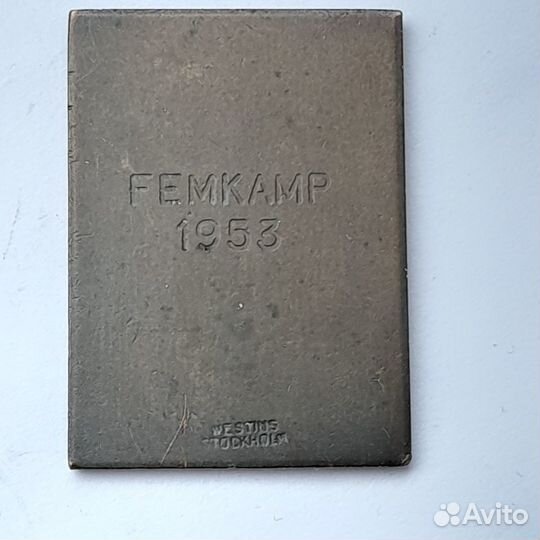 FEMKAMP
1953
WESTINS
STOCKHOLM
Avito